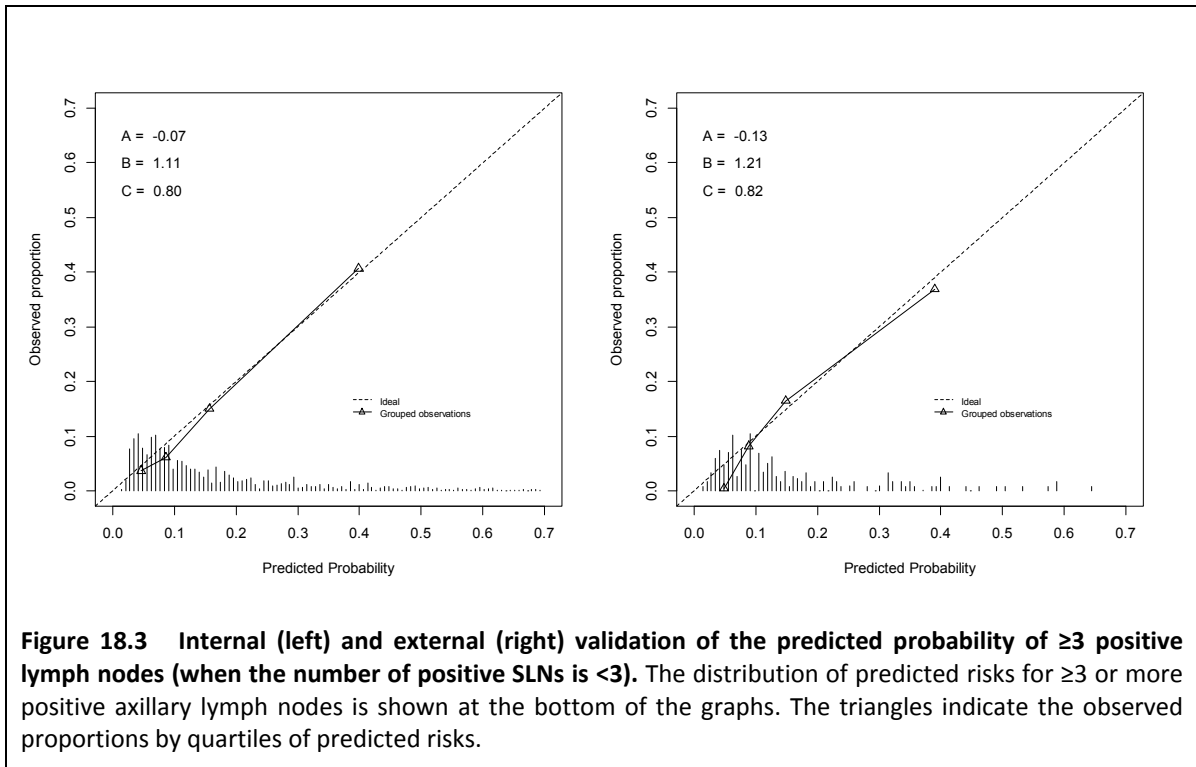 0.7
0.6
0.5
0.4
0.3
0.2
0.1
0.0
Observed proportion
A = -0.07
B = 1.11
C = 0.80
Ideal
Grouped observations
0.0 0.1 0.2 0.3 0.4 0.5 0.6 0.7
Predicted Probability
0.7
0.6
0.5
0.4
0.3
0.2
0.1
0.0
Observed proportion
A = -0.13
B = 1.21
C = 0.82
Ideal
Grouped observations
0.0 0.1 0.2 0.3 0.4 0.5 0.6 0.7
Predicted Probability
Figure 18.3 Internal (left) and external (right) validation of the predicted probability of ≥3 positive
lymph nodes (when the number of positive SLNs is <3). The distribution of predicted risks for ≥3 or more
positive axillary lymph nodes is shown at the bottom of the graphs. The triangles indicate the observed
proportions by quartiles of predicted risks.